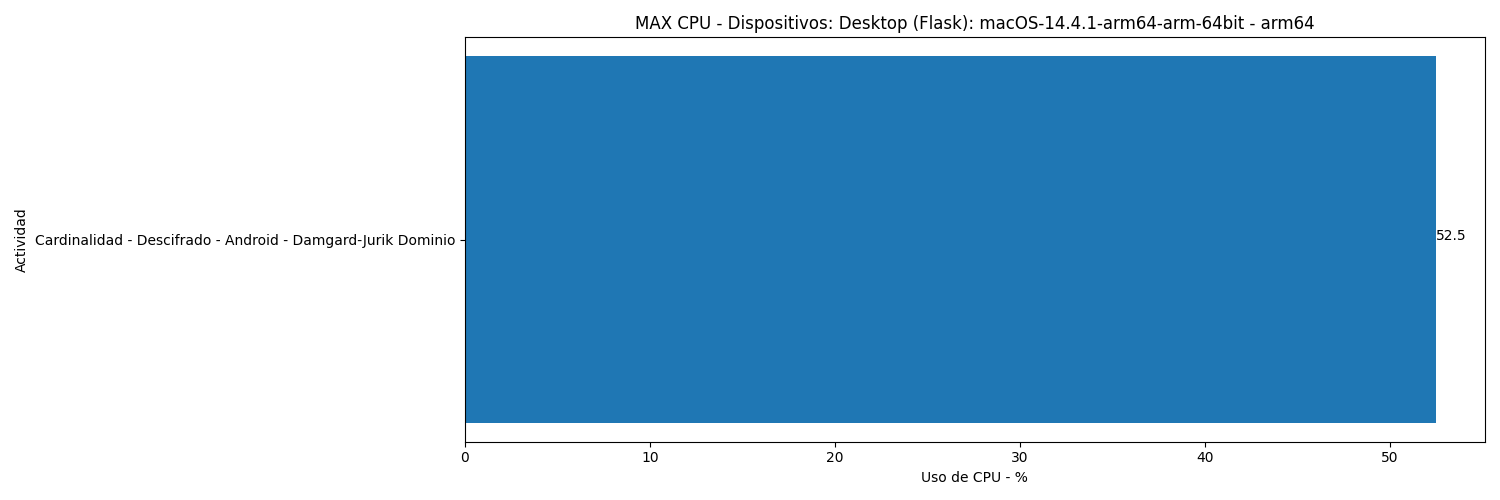 MAX CPU - Dispositivos: Desktop (Flask): macOS-14.4.1-arm64-arm-64bit - arm64
Actividad
Cardinalidad - Descifrado - Android - Damgard-Jurik Dominio
52.5
0 10 20 30 40 50
Uso de CPU - %